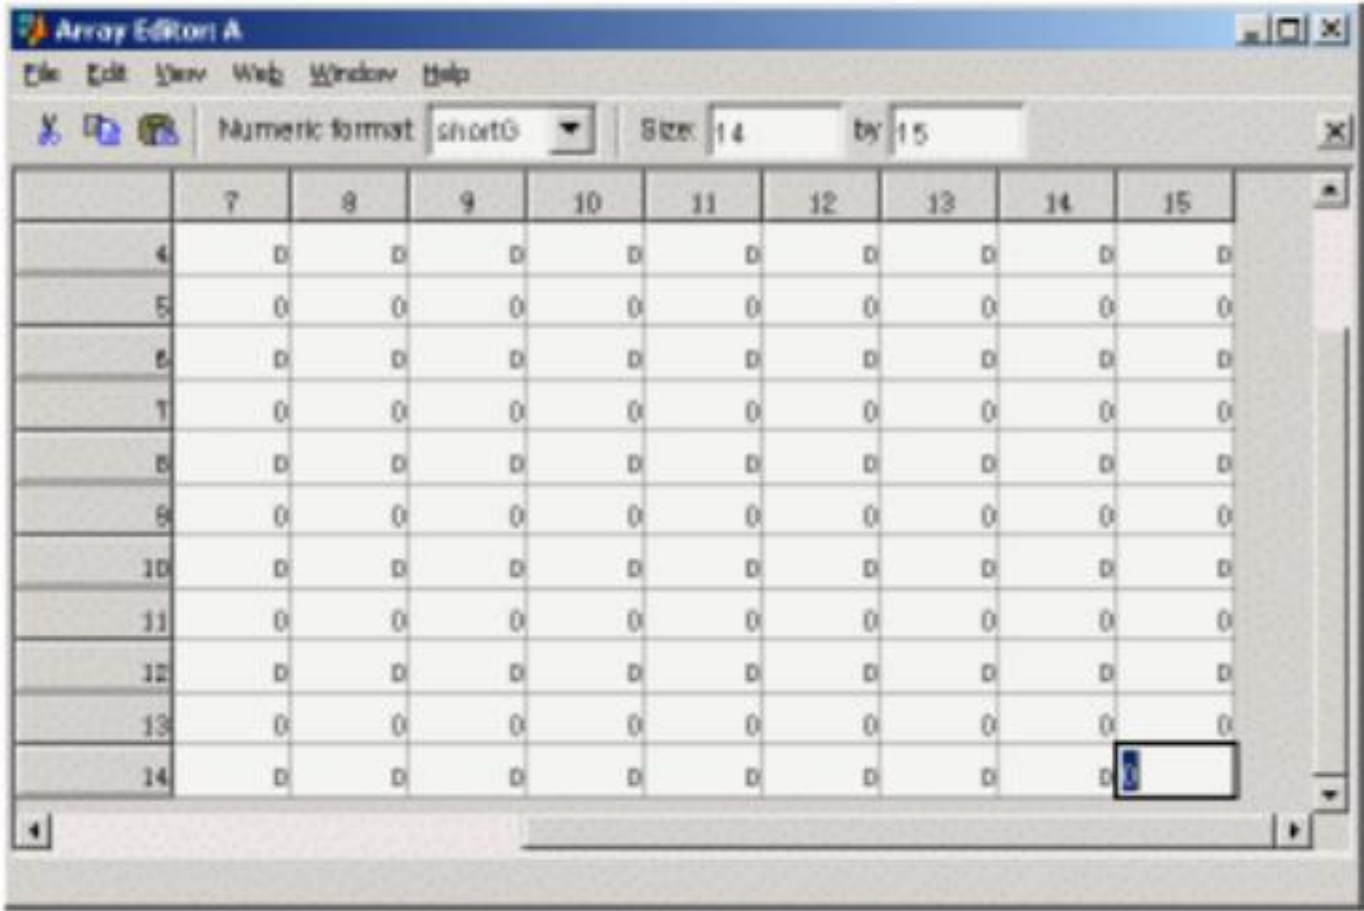 Array Editor: A
File Edit View Web Window Help
Numeric format: shortG Size: 14 by 15
7 8 9 10 11 12 13 14 15
4 0 0 0 0 0 0 0 0 0
5 0 0 0 0 0 0 0 0 0
6 0 0 0 0 0 0 0 0 0
7 0 0 0 0 0 0 0 0 0
8 0 0 0 0 0 0 0 0 0
9 0 0 0 0 0 0 0 0 0
10 0 0 0 0 0 0 0 0 0
11 0 0 0 0 0 0 0 0 0
12 0 0 0 0 0 0 0 0 0
13 0 0 0 0 0 0 0 0 0
14 0 0 0 0 0 0 0 0 0